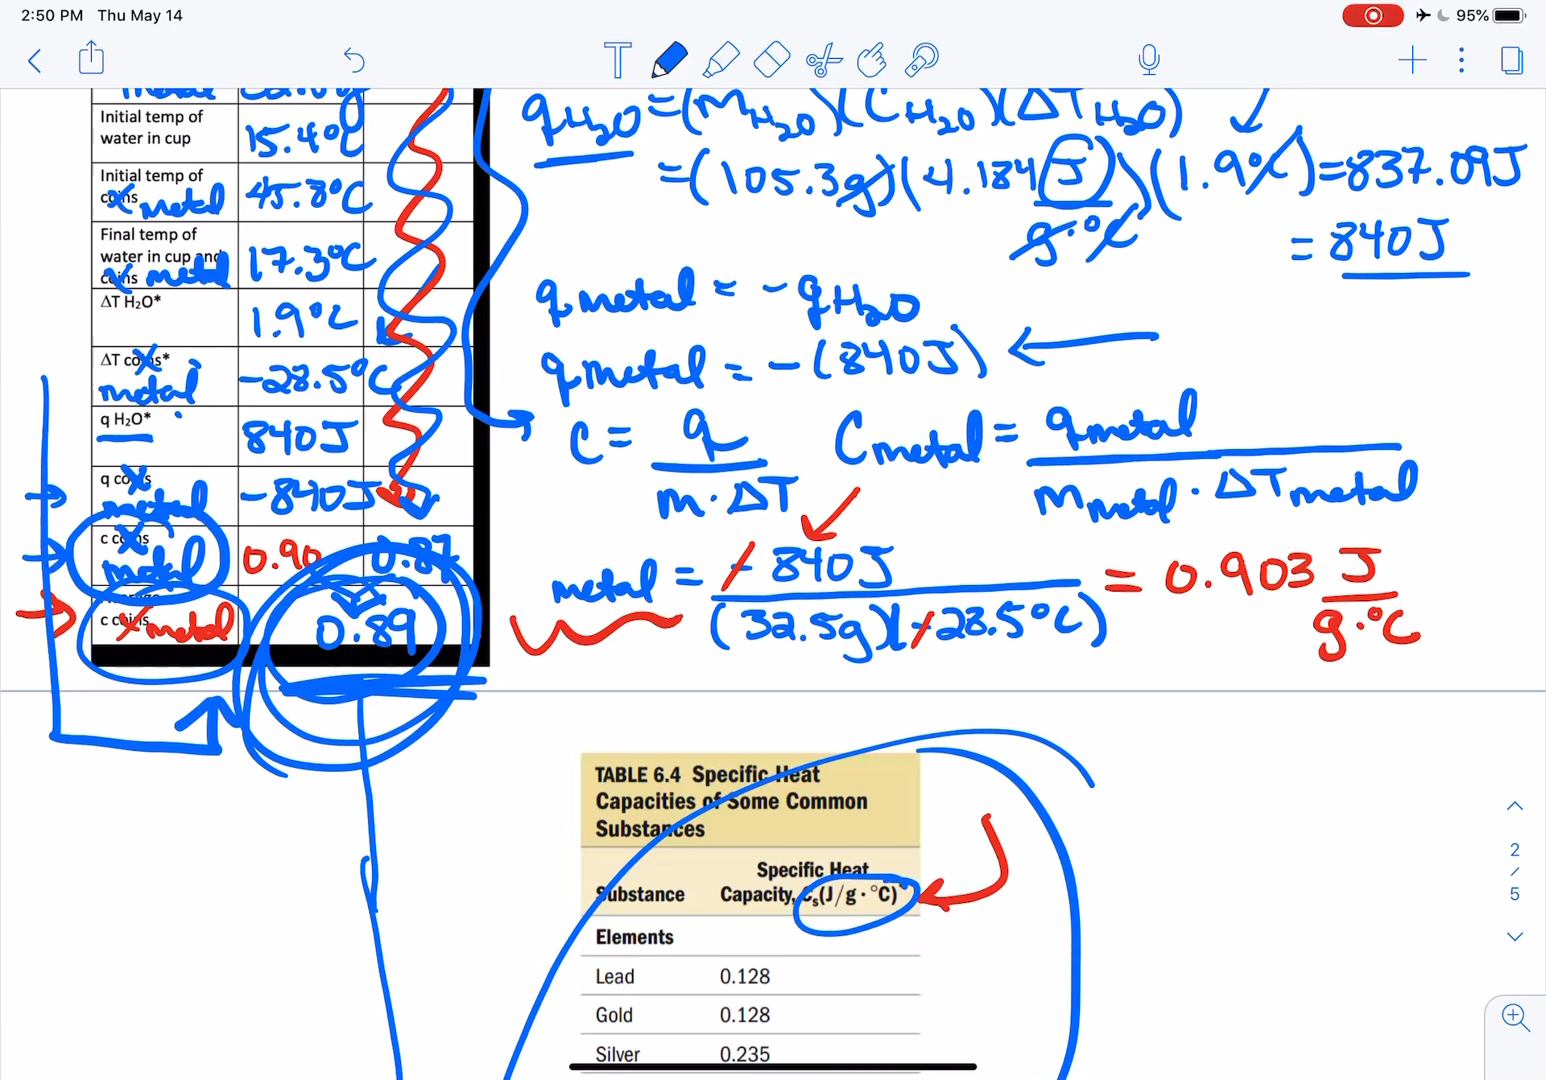 2:50 PM Thu May 14
95%
T
Initial temp of water in cup 15.4°C
Initial temp of coins metal 45.8°C
Final temp of water in cup and coins metal 17.3°C
ΔT H₂O* 1.9°C
ΔT coins* metal -28.5°C
q H₂O* 840J
q coins metal -840J
c coins metal 0.90 0.87
c coins metal 0.89
qH₂O=(MH₂O)(CH₂O)(ΔTH₂O)
=(105.3g)(4.184 J/g·°C)(1.9°C)=837.09J
= 840J
q metal = -qH₂O
q metal = -(840J)
C = q/m·ΔT Cmetal = qmetal/Mmetal·ΔTmetal
metal = -840J/(32.5g)(-28.5°C) = 0.903 J/g·°C
TABLE 6.4 Specific Heat
Capacities of Some Common
Substances
Specific Heat
Substance Capacity, Cs(J/g·°C)*
Elements
Lead 0.128
Gold 0.128
Silver 0.235
2
/
5